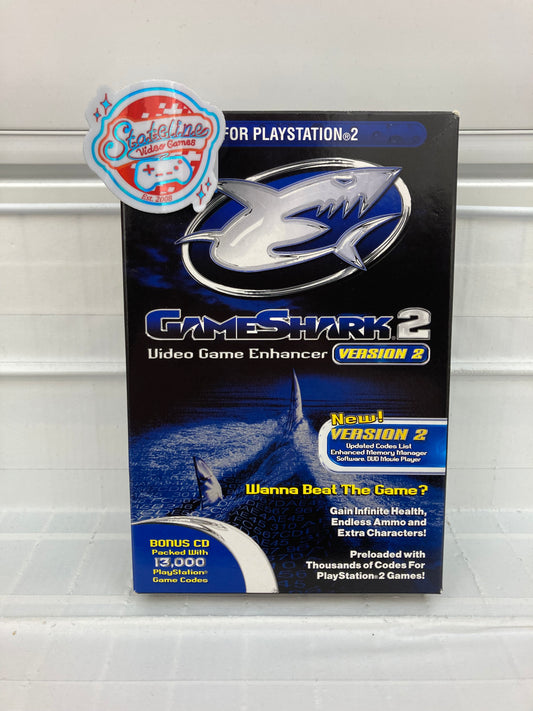 Stateline
Video Games
Est. 2008
FOR PLAYSTATION®2
GAMESHARK 2
Video Game Enhancer VERSION 2
New!
VERSION 2
Updated Codes List
Enhanced Memory Manager
Software, DVD Movie Player
Wanna Beat The Game?
Gain Infinite Health,
Endless Ammo and
Extra Characters!
BONUS CD
Packed With
13,000
PlayStation®
Game Codes
Preloaded with
Thousands of Codes For
PlayStation®2 Games!